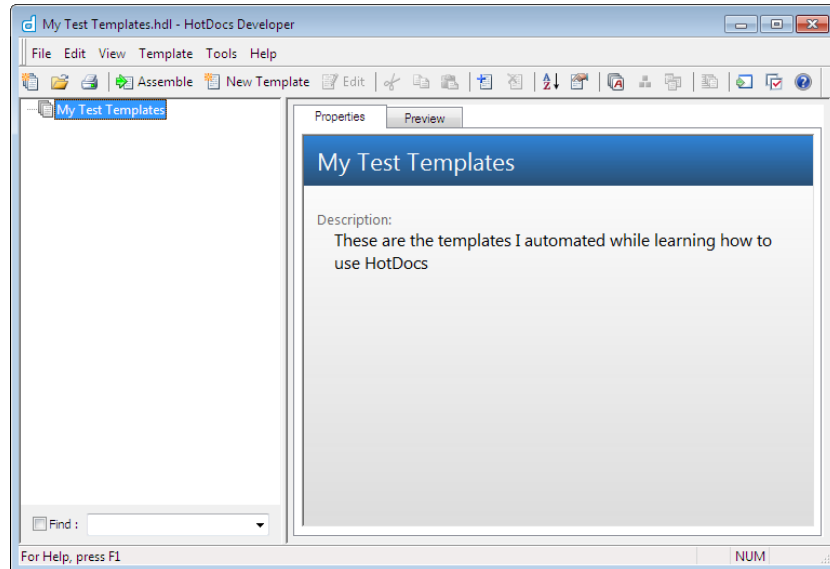 My Test Templates.hdl - HotDocs Developer
File Edit View Template Tools Help
Assemble New Template Edit
My Test Templates
Properties Preview
My Test Templates
Description:
These are the templates I automated while learning how to
use HotDocs
Find :
For Help, press F1 NUM